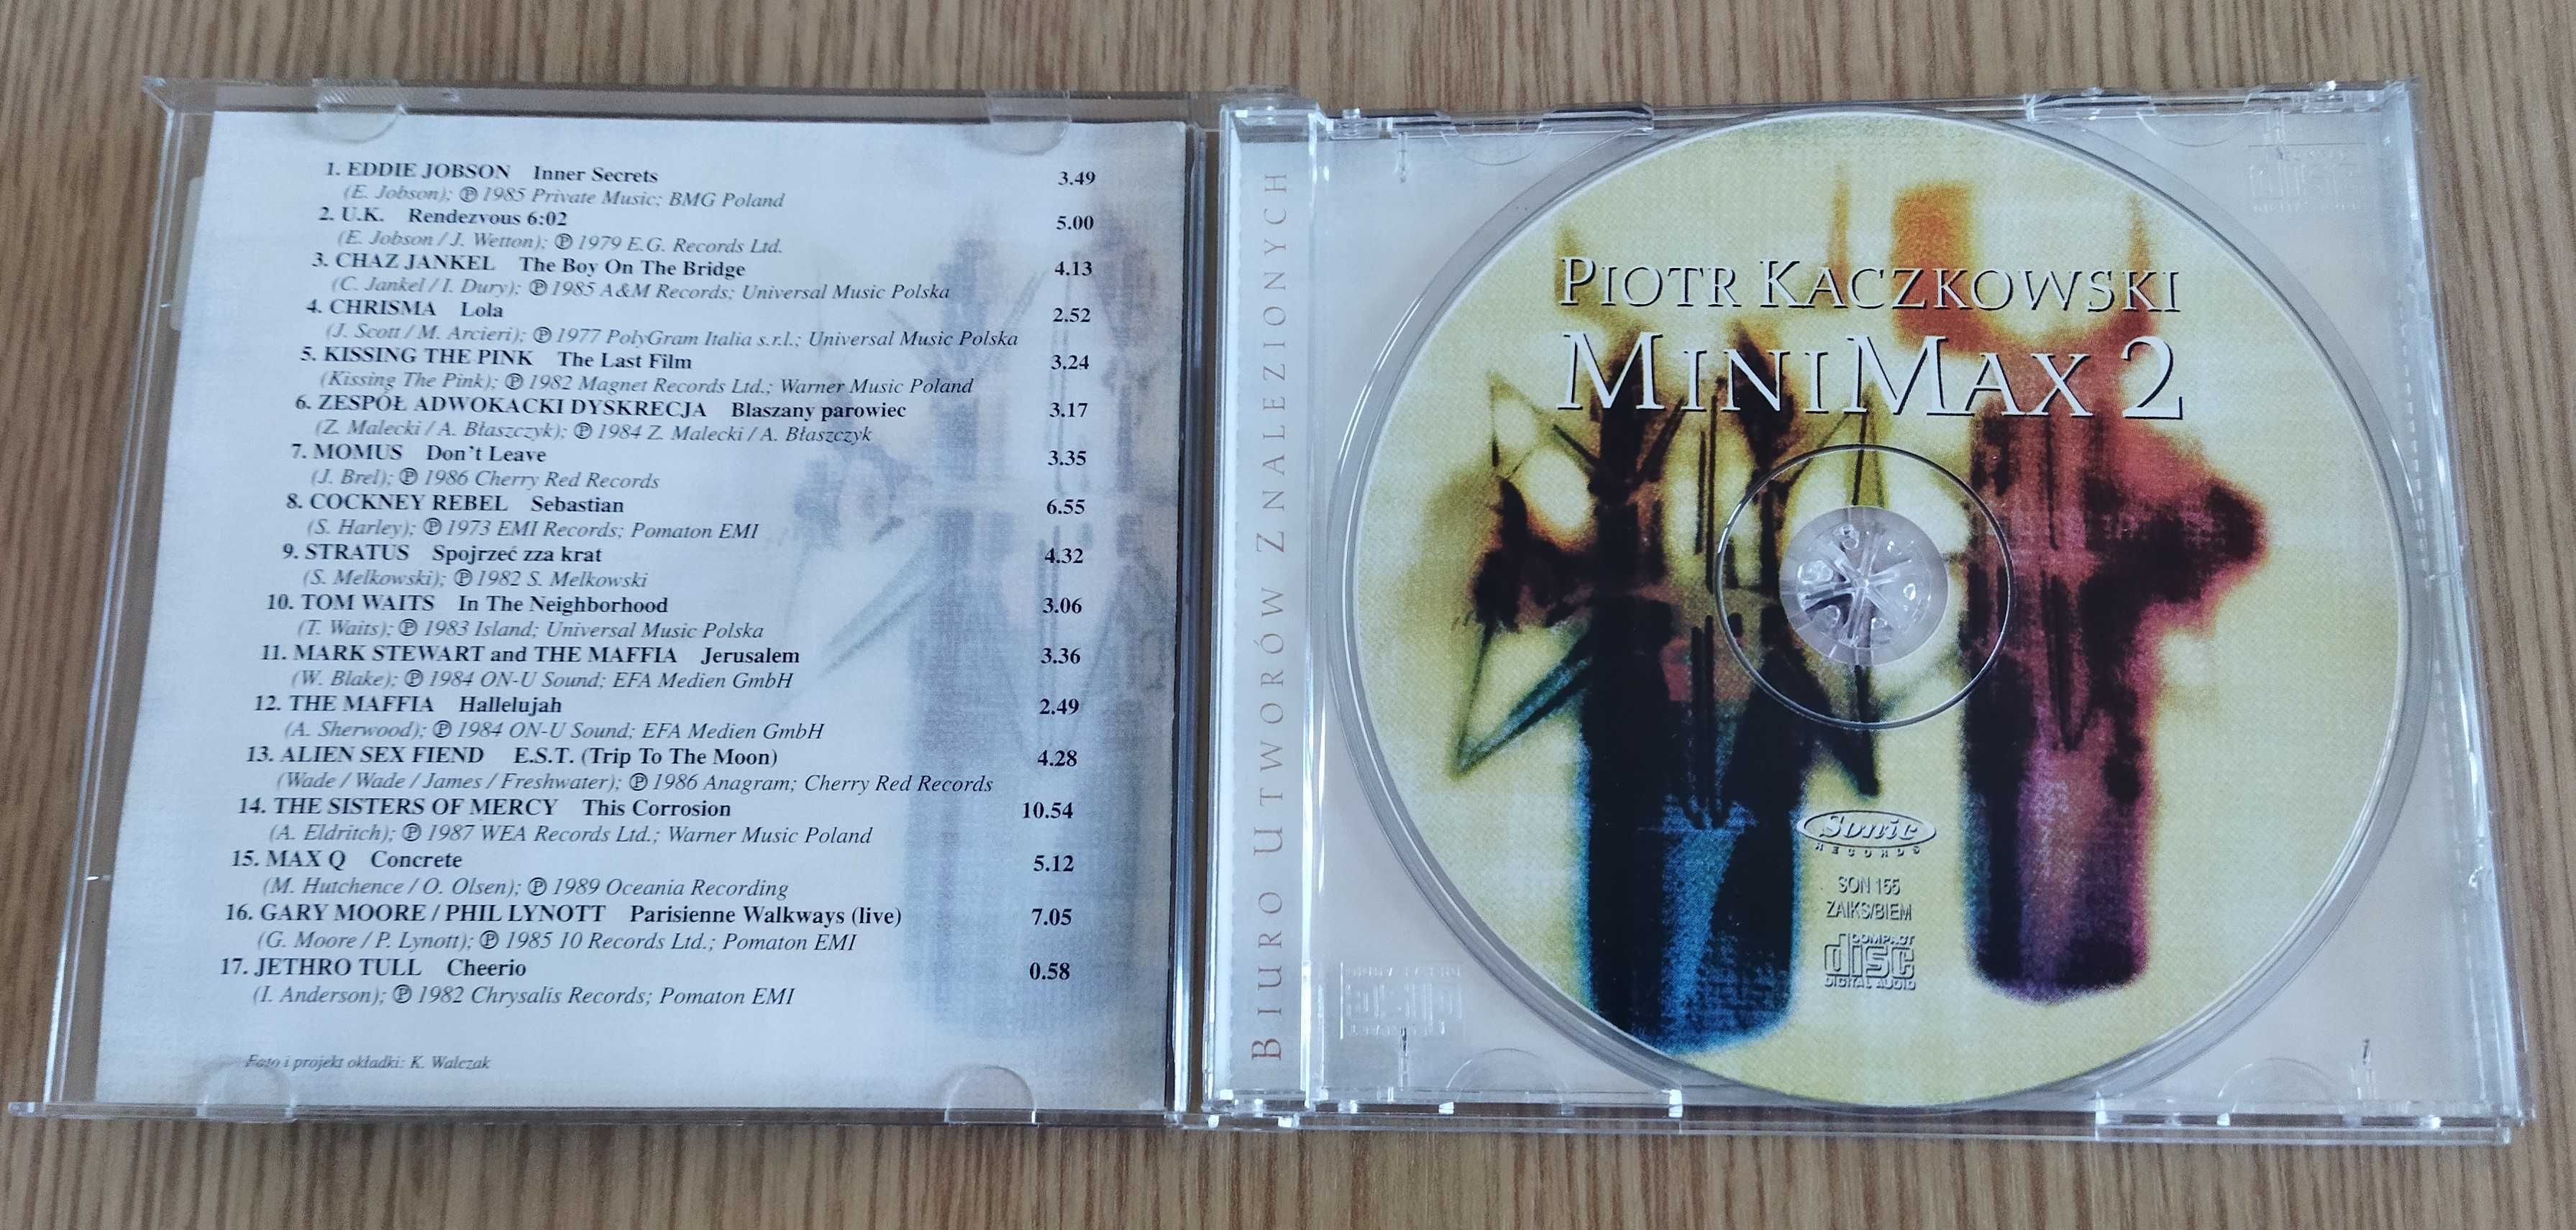 1. EDDIE JOBSON Inner Secrets 3.49
(E. Jobson); ℗ 1985 Private Music; BMG Poland
2. U.K. Rendezvous 6:02 5.00
(E. Jobson / J. Wetton); ℗ 1979 E.G. Records Ltd.
3. CHAZ JANKEL The Boy On The Bridge 4.13
(C. Jankel / I. Dury); ℗ 1985 A&M Records; Universal Music Polska
4. CHRISMA Lola 2.52
(J. Scott / M. Arcieri); ℗ 1977 PolyGram Italia s.r.l.; Universal Music Polska
5. KISSING THE PINK The Last Film 3.24
(Kissing The Pink); ℗ 1982 Magnet Records Ltd.; Warner Music Poland
6. ZESPÓŁ ADWOKACKI DYSKRECJA Blaszany parowiec 3.17
(Z. Malecki / A. Błaszczyk); ℗ 1984 Z. Malecki / A. Błaszczyk
7. MOMUS Don't Leave 3.35
(J. Brel); ℗ 1986 Cherry Red Records
8. COCKNEY REBEL Sebastian 6.55
(S. Harley); ℗ 1973 EMI Records; Pomaton EMI
9. STRATUS Spojrzeć zza krat 4.32
(S. Melkowski); ℗ 1982 S. Melkowski
10. TOM WAITS In The Neighborhood 3.06
(T. Waits); ℗ 1983 Island; Universal Music Polska
11. MARK STEWART and THE MAFFIA Jerusalem 3.36
(W. Blake); ℗ 1984 ON-U Sound; EFA Medien GmbH
12. THE MAFFIA Hallelujah 2.49
(A. Sherwood); ℗ 1984 ON-U Sound; EFA Medien GmbH
13. ALIEN SEX FIEND E.S.T. (Trip To The Moon) 4.28
(Wade / Wade / James / Freshwater); ℗ 1986 Anagram; Cherry Red Records
14. THE SISTERS OF MERCY This Corrosion 10.54
(A. Eldritch); ℗ 1987 WEA Records Ltd.; Warner Music Poland
15. MAX Q Concrete 5.12
(M. Hutchence / O. Olsen); ℗ 1989 Oceania Recording
16. GARY MOORE / PHIL LYNOTT Parisienne Walkways (live) 7.05
(G. Moore / P. Lynott); ℗ 1985 10 Records Ltd.; Pomaton EMI
17. JETHRO TULL Cheerio 0.58
(I. Anderson); ℗ 1982 Chrysalis Records; Pomaton EMI
Foto i projekt okładki: K. Walczak
BIURO UTWORÓW ZNALEZIONYCH
PIOTR KACZKOWSKI
MINIMAX 2
Sonic
RECORDS
SON 155
ZAIKS/BIEM
COMPACT
disc
DIGITAL AUDIO